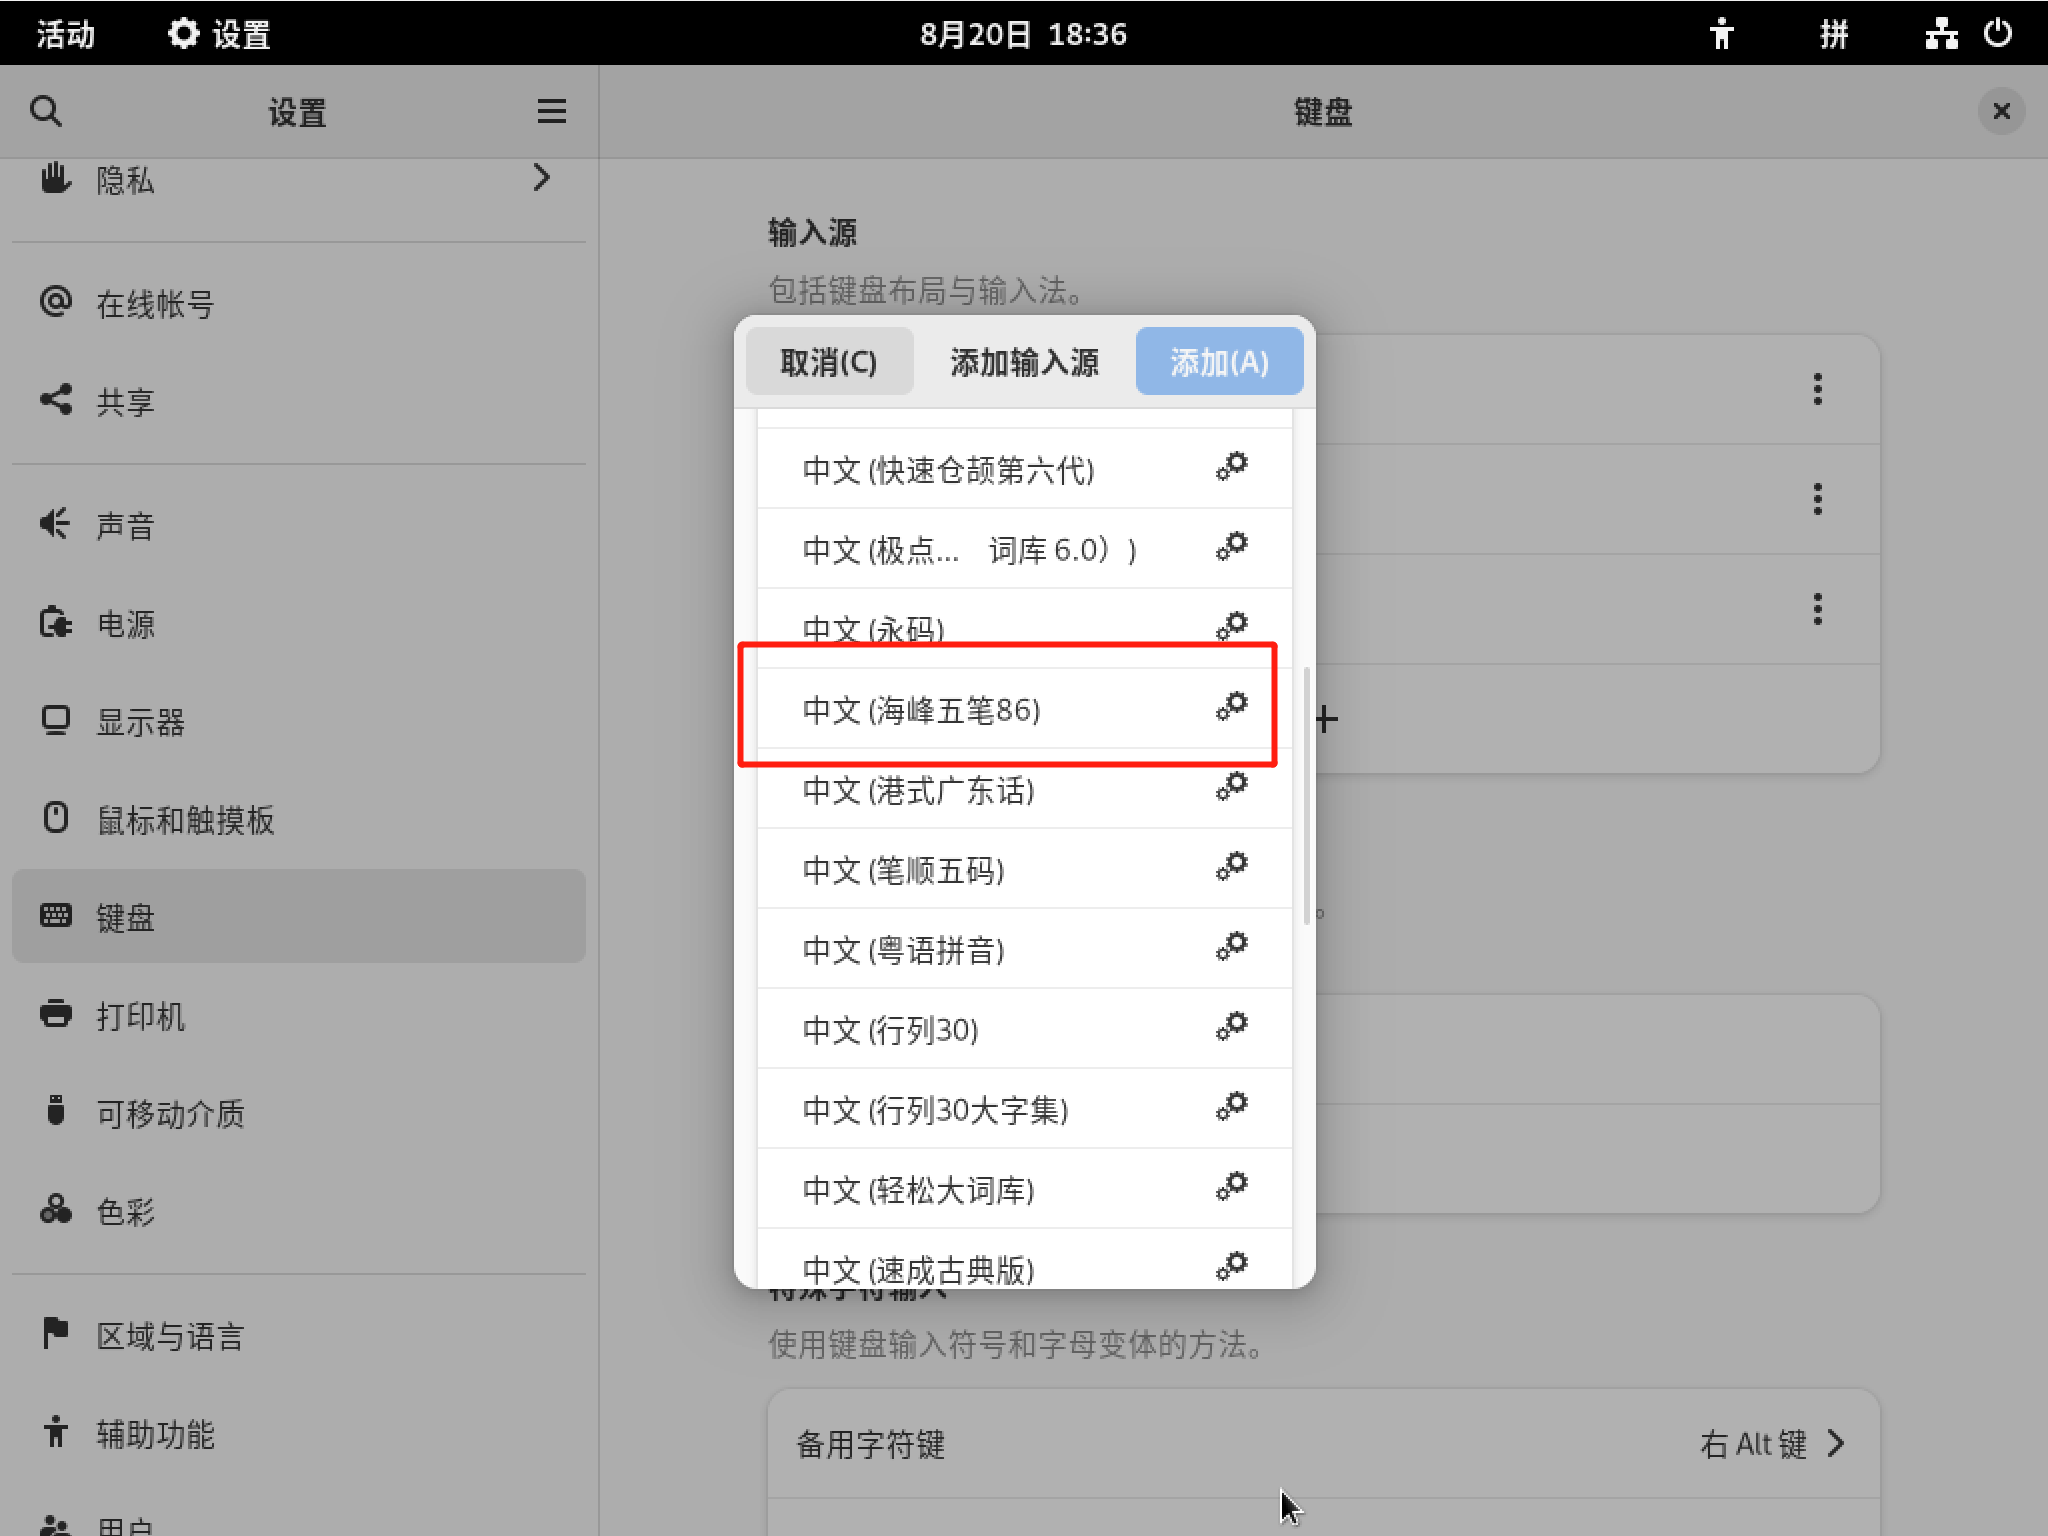 活动
设置
8月20日 18:36
拼
设置
键盘
隐私
在线帐号
共享
声音
电源
显示器
鼠标和触摸板
键盘
打印机
可移动介质
色彩
区域与语言
辅助功能
用户
输入源
包括键盘布局与输入法。
取消(C)
添加输入源
添加(A)
中文 (快速仓颉第六代)
中文 (极点... 词库 6.0））
中文 (永码)
中文 (海峰五笔86)
中文 (港式广东话)
中文 (笔顺五码)
中文 (粤语拼音)
中文 (行列30)
中文 (行列30大字集)
中文 (轻松大词库)
中文 (速成古典版)
。
特殊字符输入
使用键盘输入符号和字母变体的方法。
备用字符键
右 Alt 键